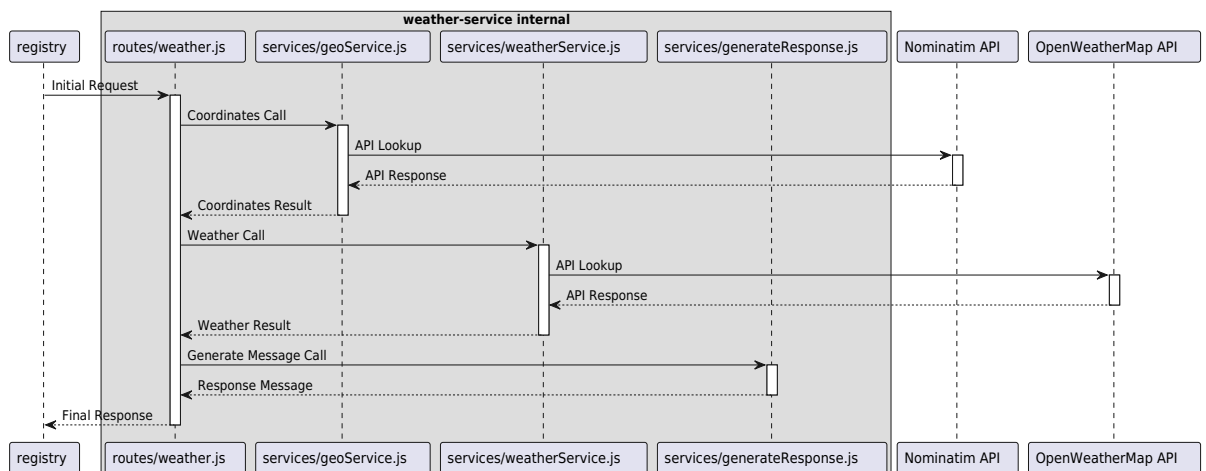 weather-service internal
registry
routes/weather.js
services/geoService.js
services/weatherService.js
services/generateResponse.js
Nominatim API
OpenWeatherMap API
Initial Request
Coordinates Call
API Lookup
API Response
Coordinates Result
Weather Call
API Lookup
API Response
Weather Result
Generate Message Call
Response Message
Final Response
registry
routes/weather.js
services/geoService.js
services/weatherService.js
services/generateResponse.js
Nominatim API
OpenWeatherMap API